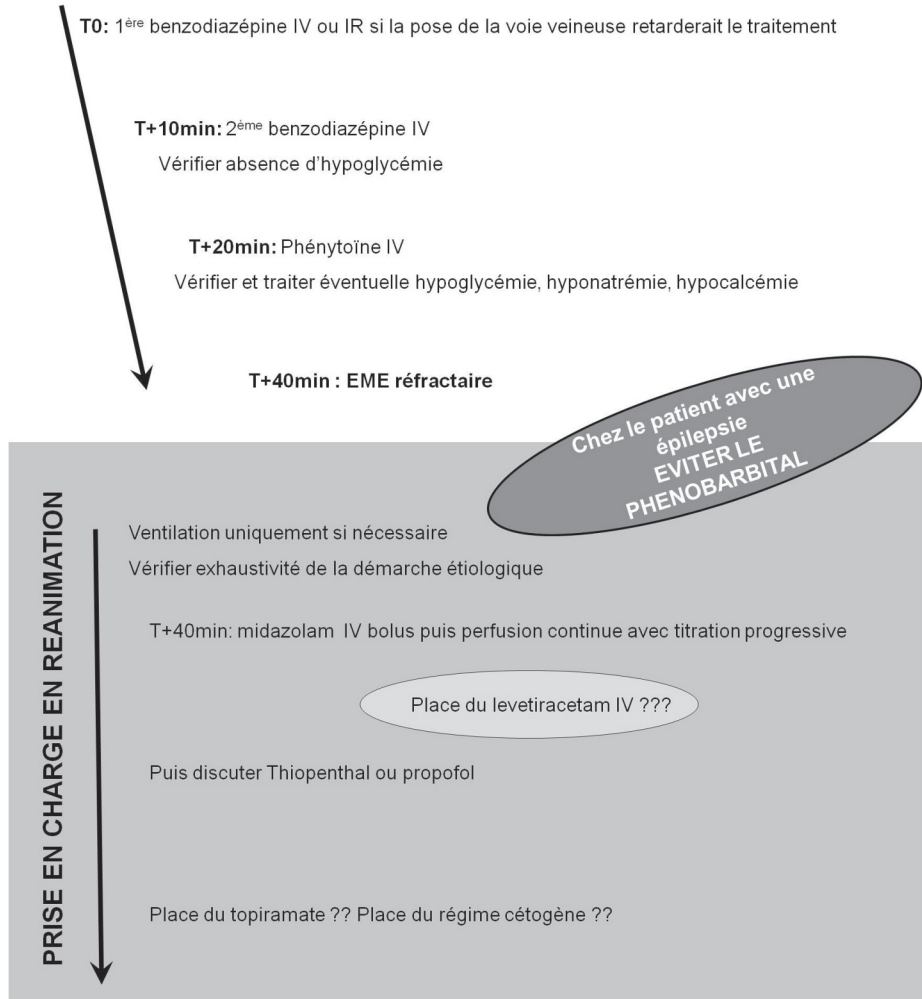 T0: 1ère benzodiazépine IV ou IR si la pose de la voie veineuse retarderait le traitement
T+10min: 2ème benzodiazépine IV
Vérifier absence d'hypoglycémie
T+20min: Phénytoïne IV
Vérifier et traiter éventuelle hypoglycémie, hyponatrémie, hypocalcémie
T+40min : EME réfractaire
Chez le patient avec une
épilepsie
EVITER LE
PHENOBARBITAL
PRISE EN CHARGE EN REANIMATION
Ventilation uniquement si nécessaire
Vérifier exhaustivité de la démarche étiologique
T+40min: midazolam IV bolus puis perfusion continue avec titration progressive
Place du levetiracetam IV ???
Puis discuter Thiopenthal ou propofol
Place du topiramate ?? Place du régime cétogène ??